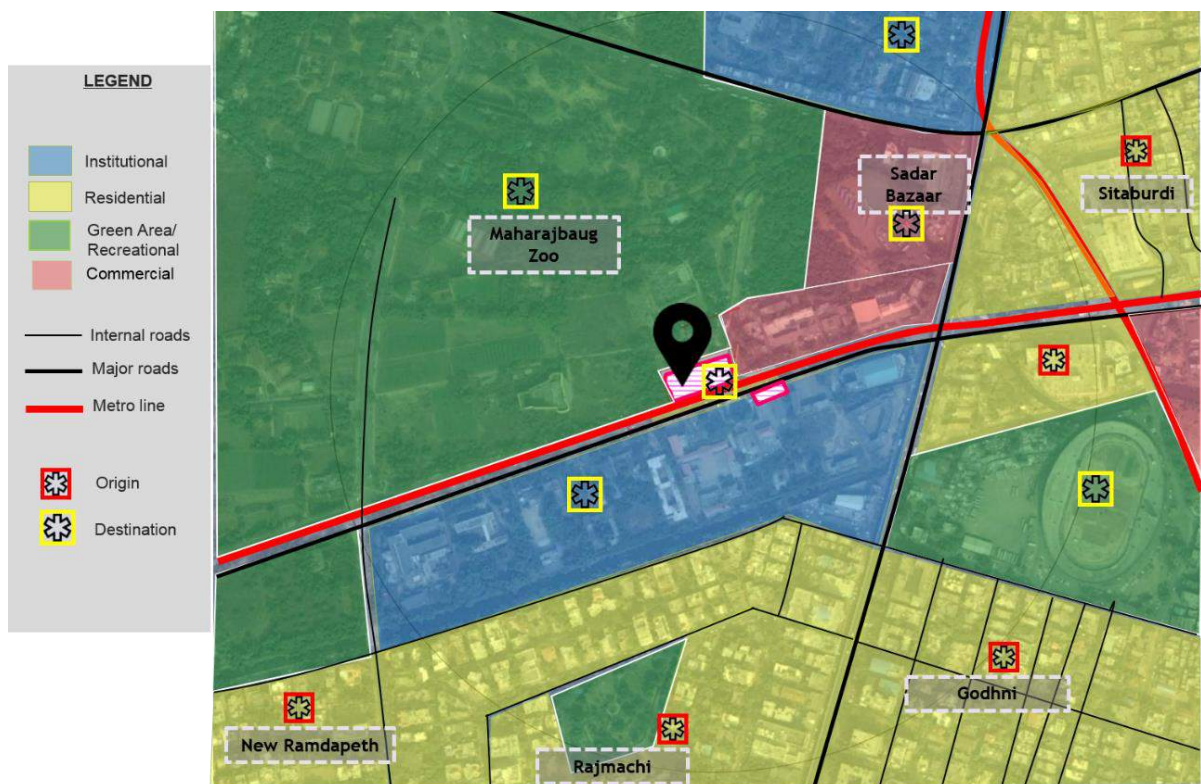 LEGEND
Institutional
Residential
Green Area/
Recreational
Commercial
Internal roads
Major roads
Metro line
Origin
Destination
Sadar
Bazaar
Sitaburdi
Maharajbaug
Zoo
Godhni
New Ramdapeth
Rajmachi